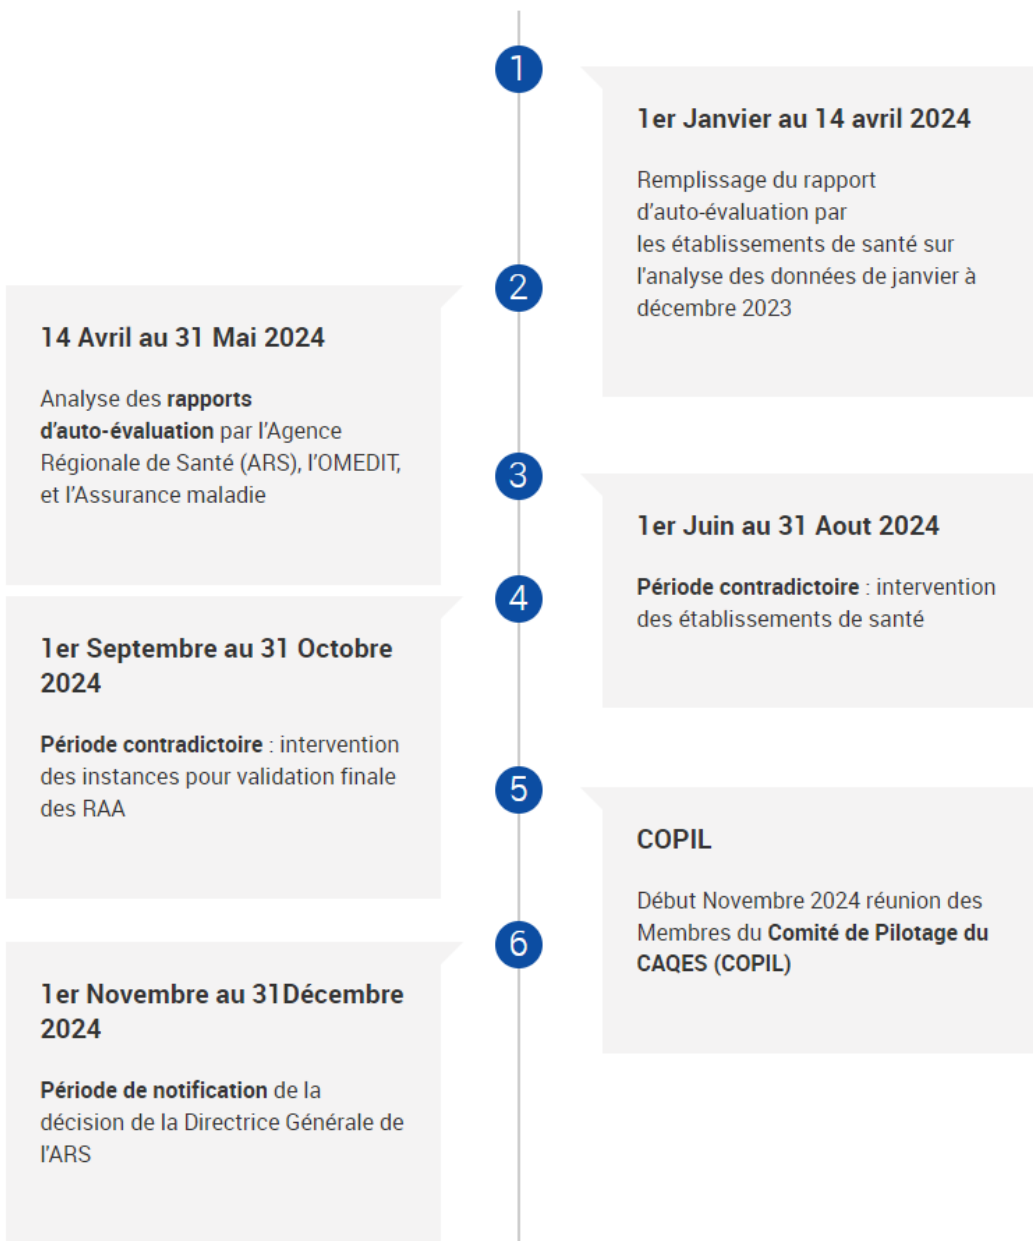 1
1er Janvier au 14 avril 2024
Remplissage du rapport
d'auto-évaluation par
les établissements de santé sur
l'analyse des données de janvier à
décembre 2023
2
14 Avril au 31 Mai 2024
Analyse des rapports
d'auto-évaluation par l'Agence
Régionale de Santé (ARS), l'OMEDIT,
et l'Assurance maladie
3
1er Juin au 31 Aout 2024
Période contradictoire : intervention
des établissements de santé
4
1er Septembre au 31 Octobre
2024
Période contradictoire : intervention
des instances pour validation finale
des RAA
5
COPIL
Début Novembre 2024 réunion des
Membres du Comité de Pilotage du
CAQES (COPIL)
6
1er Novembre au 31Décembre
2024
Période de notification de la
décision de la Directrice Générale de
l'ARS